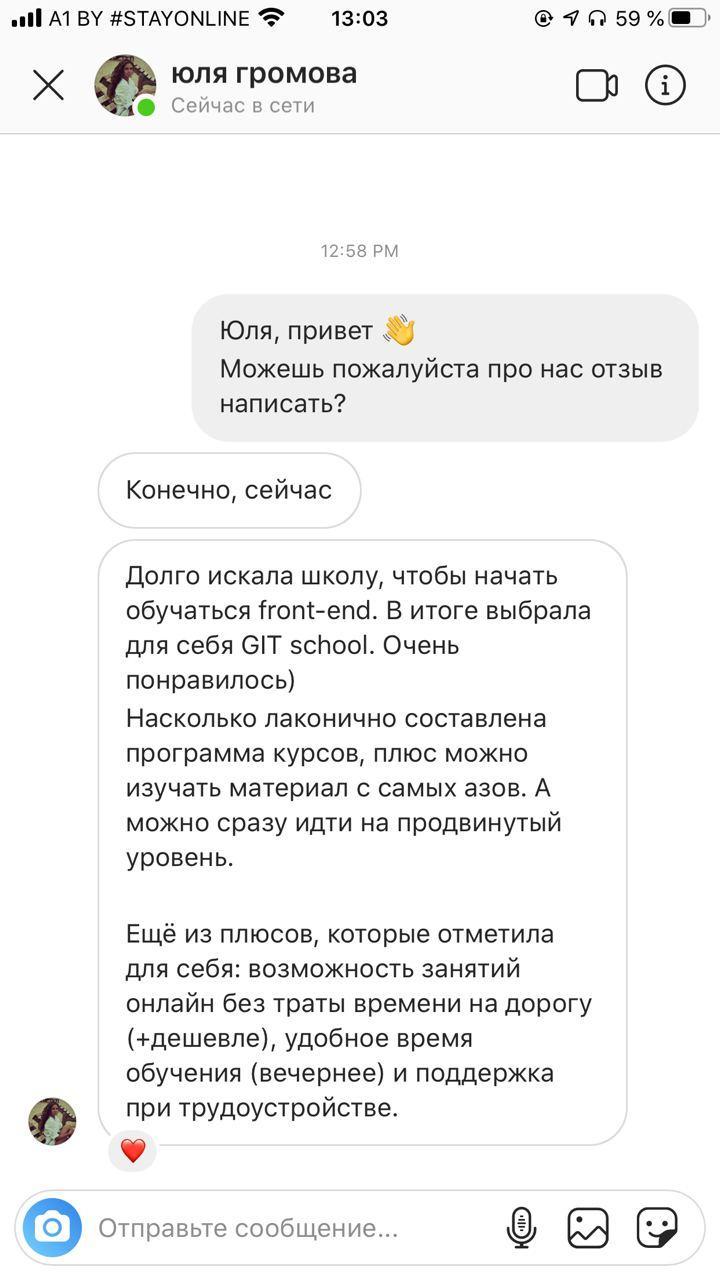 A1 BY #STAYONLINE 13:03 59 %
юля громова
Сейчас в сети
12:58 PM
Юля, привет 👋
Можешь пожалуйста про нас отзыв
написать?
Конечно, сейчас
Долго искала школу, чтобы начать
обучаться front-end. В итоге выбрала
для себя GIT school. Очень
понравилось)
Насколько лаконично составлена
программа курсов, плюс можно
изучать материал с самых азов. А
можно сразу идти на продвинутый
уровень.
Ещё из плюсов, которые отметила
для себя: возможность занятий
онлайн без траты времени на дорогу
(+дешевле), удобное время
обучения (вечернее) и поддержка
при трудоустройстве.
Отправьте сообщение...